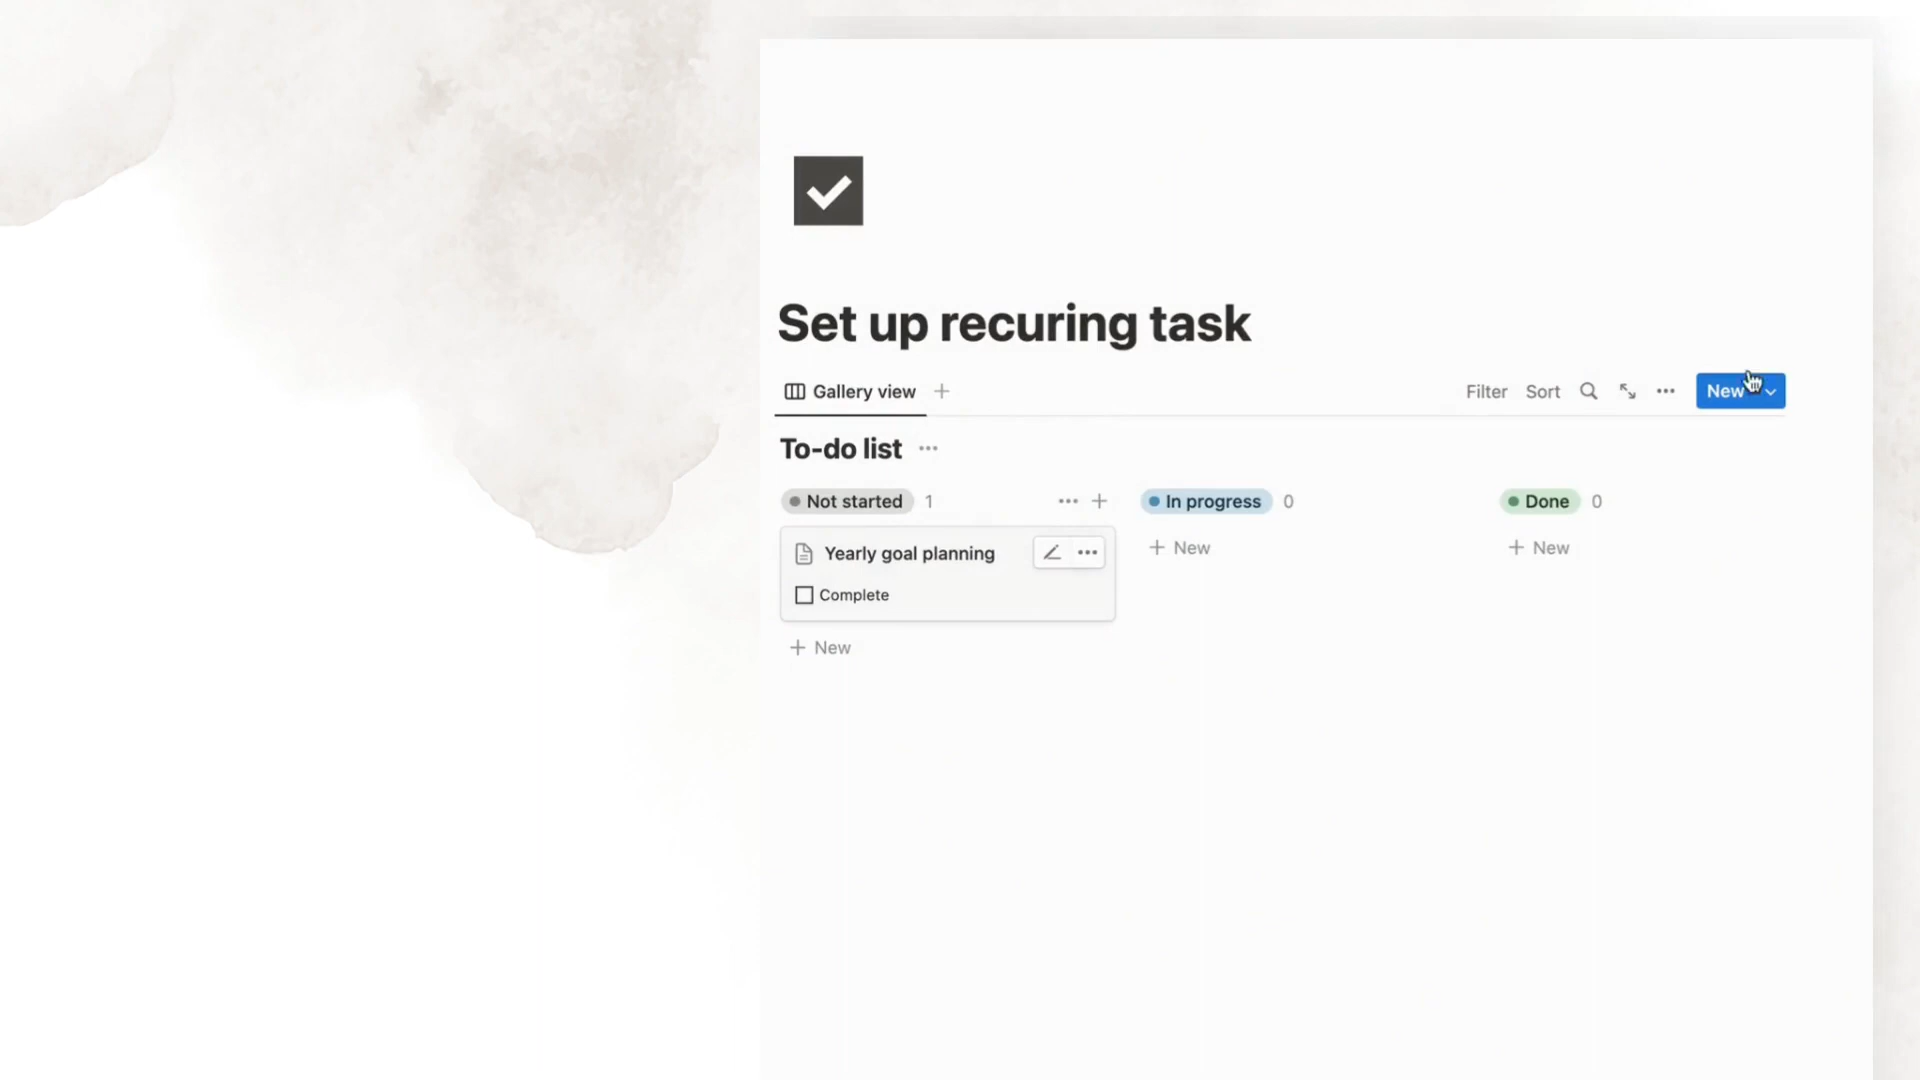 Set up recuring task
Gallery view
Filter Sort New
To-do list
Not started 1 In progress 0 Done 0
Yearly goal planning
Complete
New
New
New